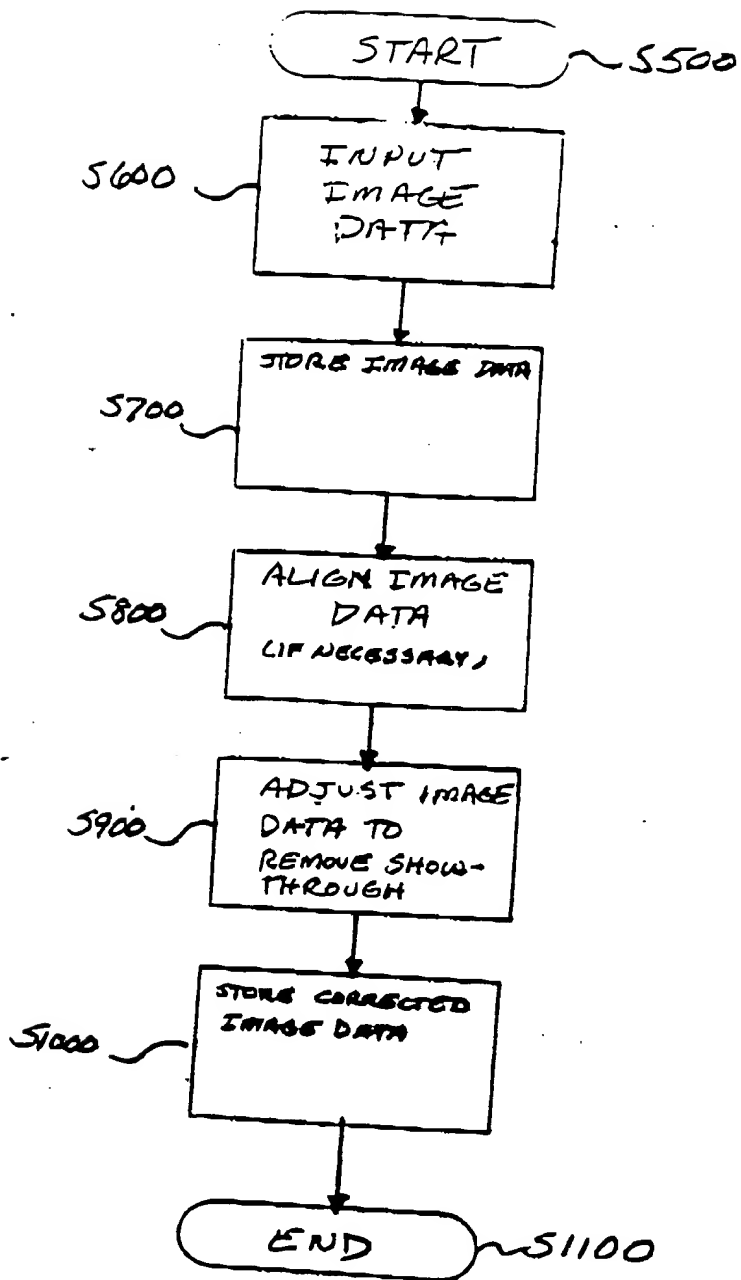 START
S500
S600
INPUT
IMAGE
DATA
STORE IMAGE DATA
S700
ALIGN IMAGE
DATA
(IF NECESSARY)
S800
ADJUST IMAGE
DATA TO
REMOVE SHOW-
THROUGH
S900
STORE CORRECTED
IMAGE DATA
S1000
END
S1100